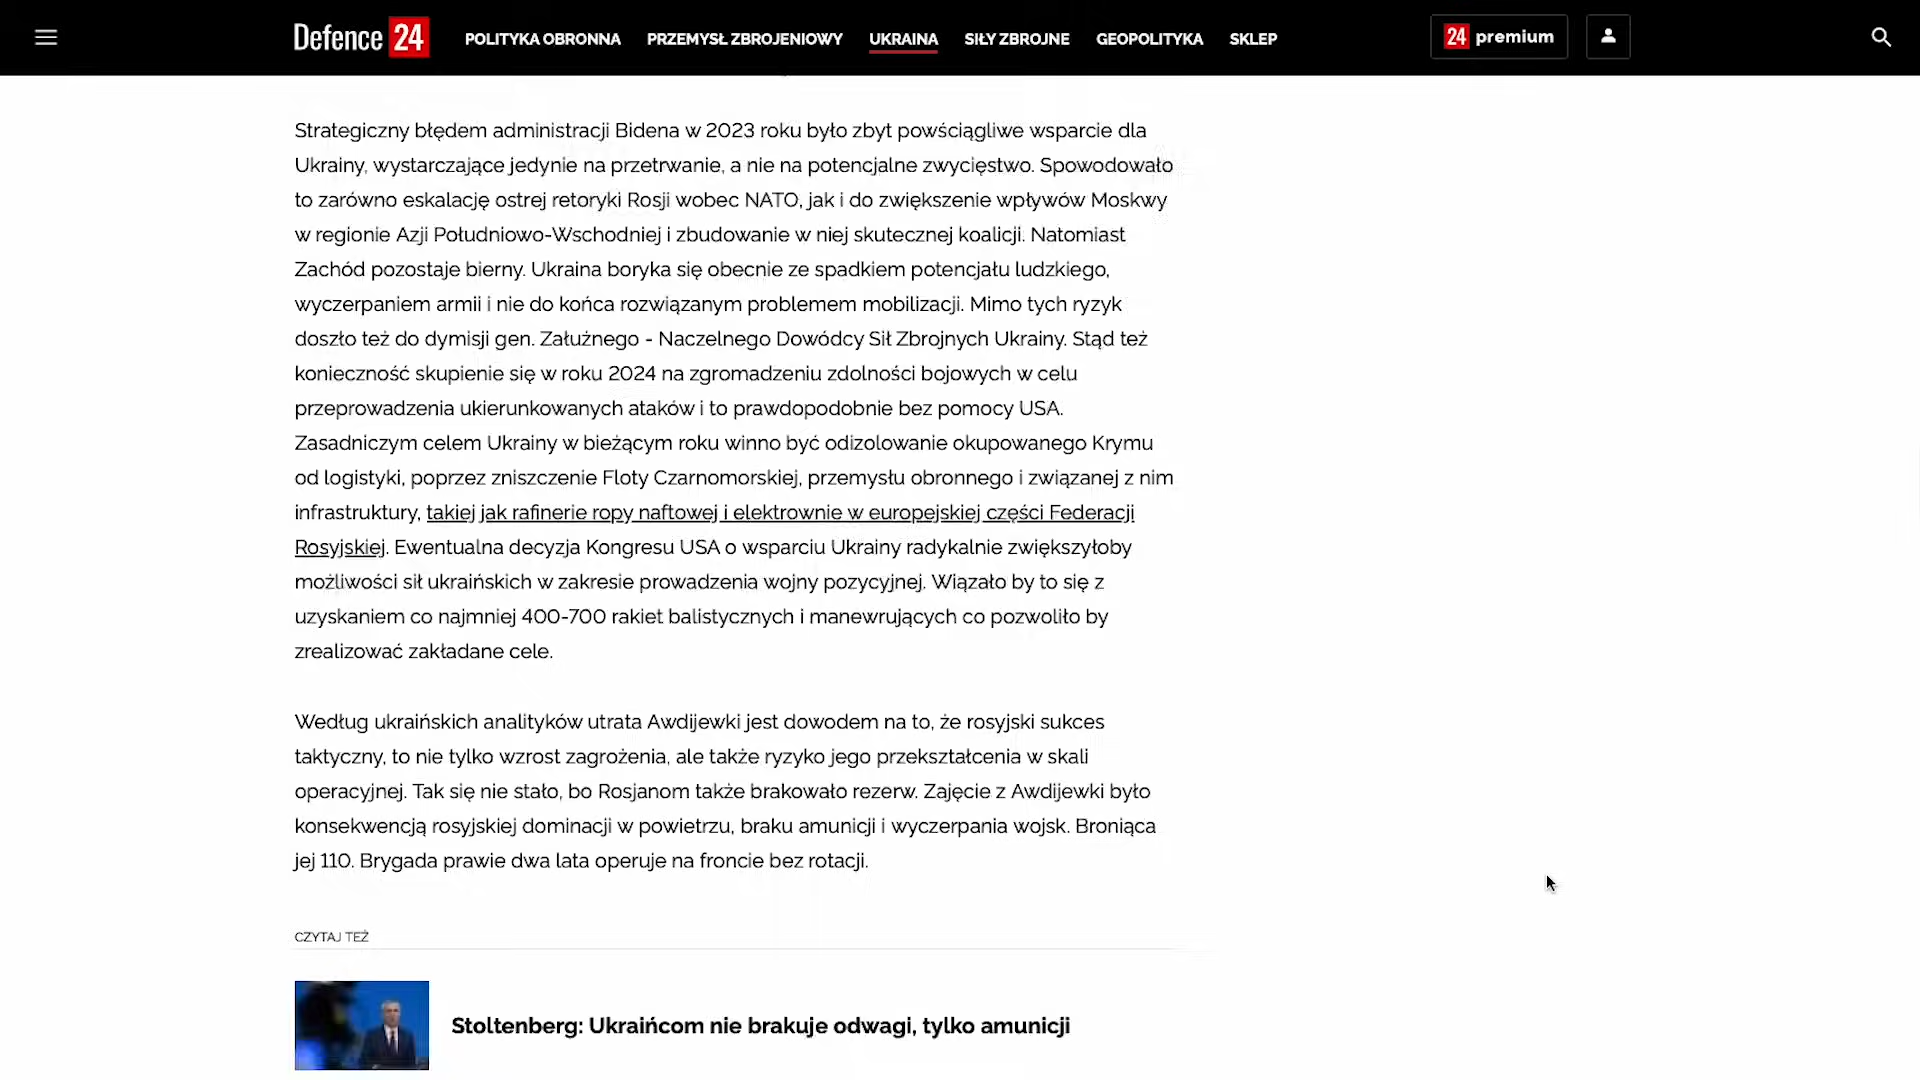 Defence 24
POLITYKA OBRONNA PRZEMYSŁ ZBROJENIOWY UKRAINA SIŁY ZBROJNE GEOPOLITYKA SKLEP
24 premium
Strategiczny błędem administracji Bidena w 2023 roku było zbyt powściągliwe wsparcie dla
Ukrainy, wystarczające jedynie na przetrwanie, a nie na potencjalne zwycięstwo. Spowodowało
to zarówno eskalację ostrej retoryki Rosji wobec NATO, jak i do zwiększenie wpływów Moskwy
w regionie Azji Południowo-Wschodniej i zbudowanie w niej skutecznej koalicji. Natomiast
Zachód pozostaje bierny. Ukraina boryka się obecnie ze spadkiem potencjału ludzkiego,
wyczerpaniem armii i nie do końca rozwiązanym problemem mobilizacji. Mimo tych ryzyk
doszło też do dymisji gen. Załużnego - Naczelnego Dowódcy Sił Zbrojnych Ukrainy. Stąd też
konieczność skupienie się w roku 2024 na zgromadzeniu zdolności bojowych w celu
przeprowadzenia ukierunkowanych ataków i to prawdopodobnie bez pomocy USA.
Zasadniczym celem Ukrainy w bieżącym roku winno być odizolowanie okupowanego Krymu
od logistyki, poprzez zniszczenie Floty Czarnomorskiej, przemysłu obronnego i związanej z nim
infrastruktury, takiej jak rafinerie ropy naftowej i elektrownie w europejskiej części Federacji
Rosyjskiej. Ewentualna decyzja Kongresu USA o wsparciu Ukrainy radykalnie zwiększyłoby
możliwości sił ukraińskich w zakresie prowadzenia wojny pozycyjnej. Wiązało by to się z
uzyskaniem co najmniej 400-700 rakiet balistycznych i manewrujących co pozwoliło by
zrealizować zakładane cele.
Według ukraińskich analityków utrata Awdijewki jest dowodem na to, że rosyjski sukces
taktyczny, to nie tylko wzrost zagrożenia, ale także ryzyko jego przekształcenia w skali
operacyjnej. Tak się nie stało, bo Rosjanom także brakowało rezerw. Zajęcie z Awdijewki było
konsekwencją rosyjskiej dominacji w powietrzu, braku amunicji i wyczerpania wojsk. Broniąca
jej 110. Brygada prawie dwa lata operuje na froncie bez rotacji.
CZYTAJ TEŻ
Stoltenberg: Ukraińcom nie brakuje odwagi, tylko amunicji